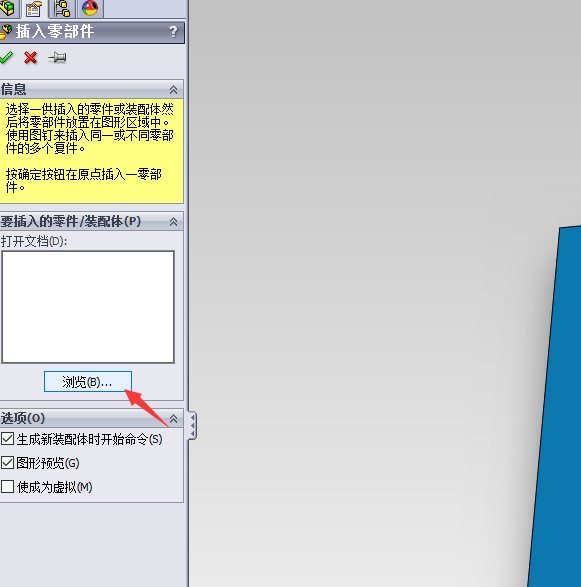 插入零部件 ?
信息
选择一供插入的零件或装配体然
后将零部件放置在图形区域中。
使用图钉来插入同一或不同零部
件的多个复件。
按确定按钮在原点插入一零部
件。
要插入的零件/装配体(P)
打开文档(D):
浏览(B)...
选项(O)
生成新装配体时开始命令(S)
图形预览(G)
使成为虚拟(M)